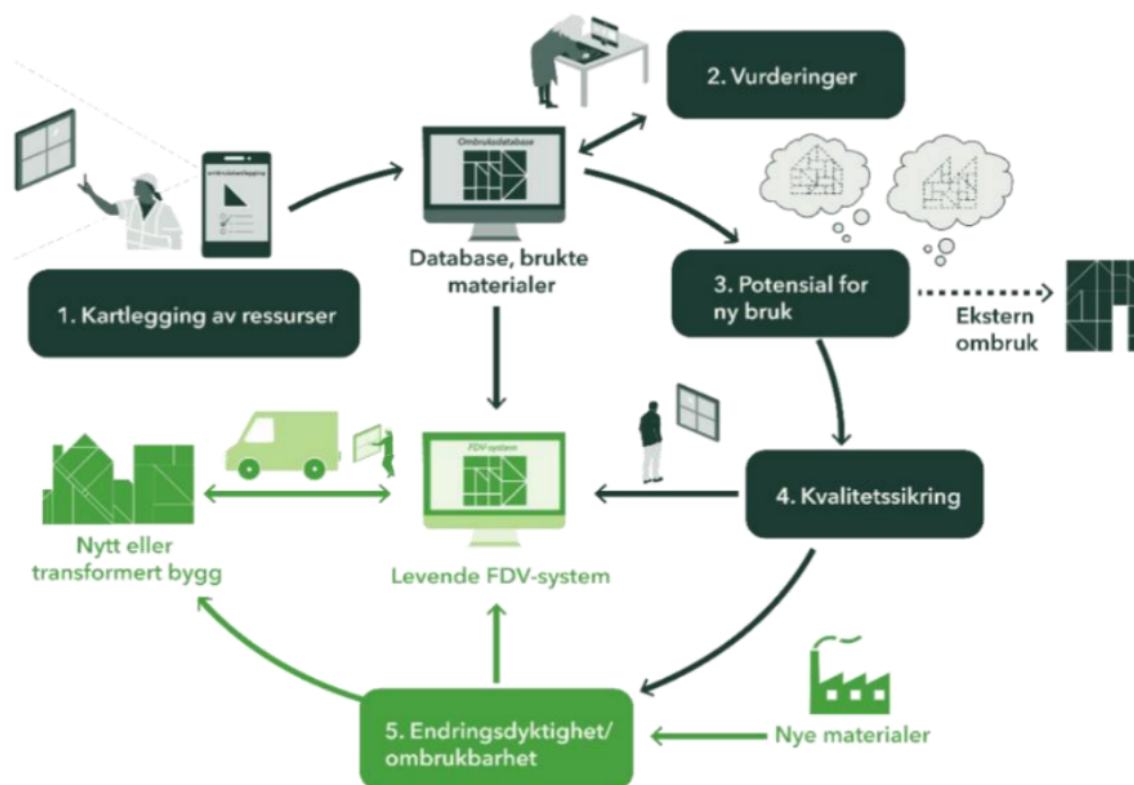 2. Vurderinger
Ombruksdatabase
ombrukskartlegging
Database, brukte
materialer
1. Kartlegging av ressurser
3. Potensial for
ny bruk
Ekstern
ombruk
FDV-system
4. Kvalitetssikring
Nytt eller
transformert bygg
Levende FDV-system
5. Endringsdyktighet/
ombrukbarhet
Nye materialer